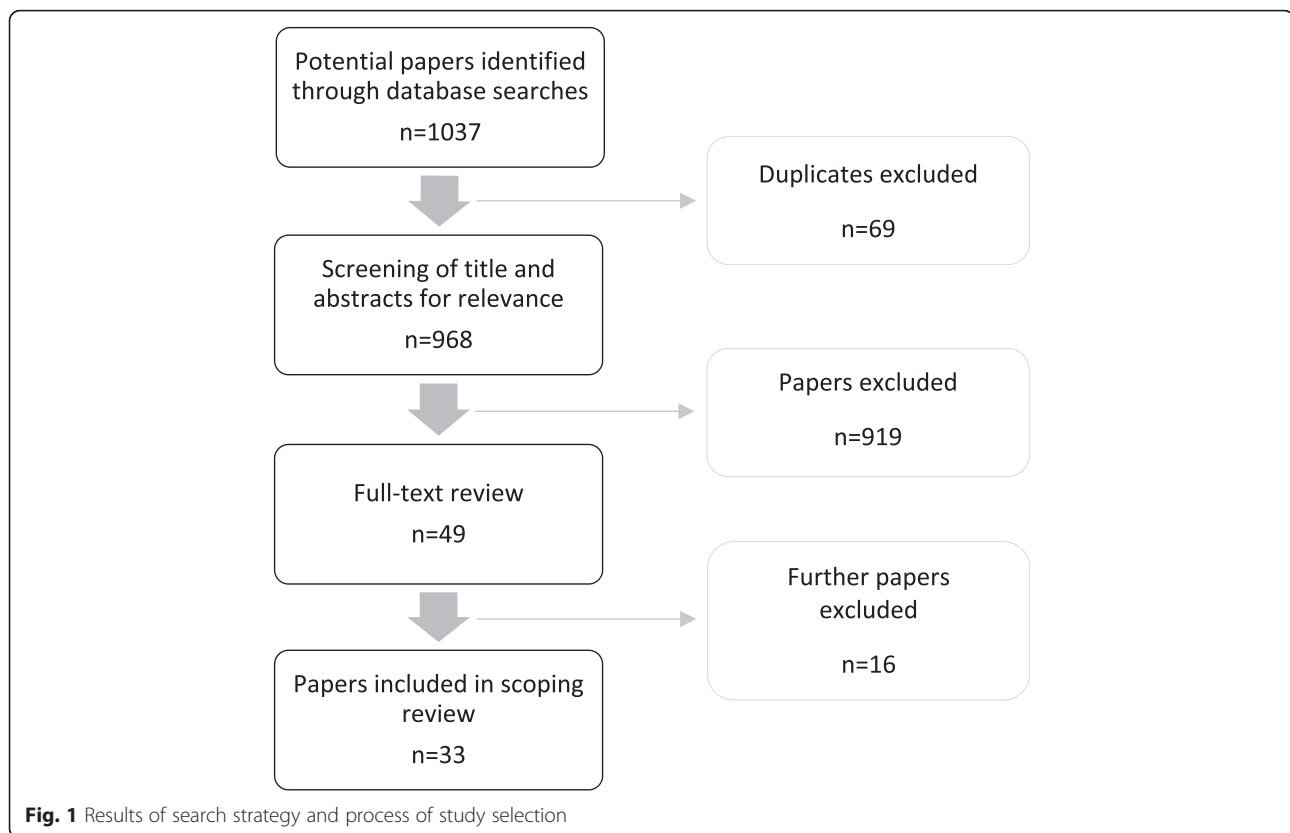 Potential papers identified
through database searches
n=1037
Duplicates excluded
n=69
Screening of title and
abstracts for relevance
n=968
Papers excluded
n=919
Full-text review
n=49
Further papers
excluded
n=16
Papers included in scoping
review
n=33
Fig. 1 Results of search strategy and process of study selection